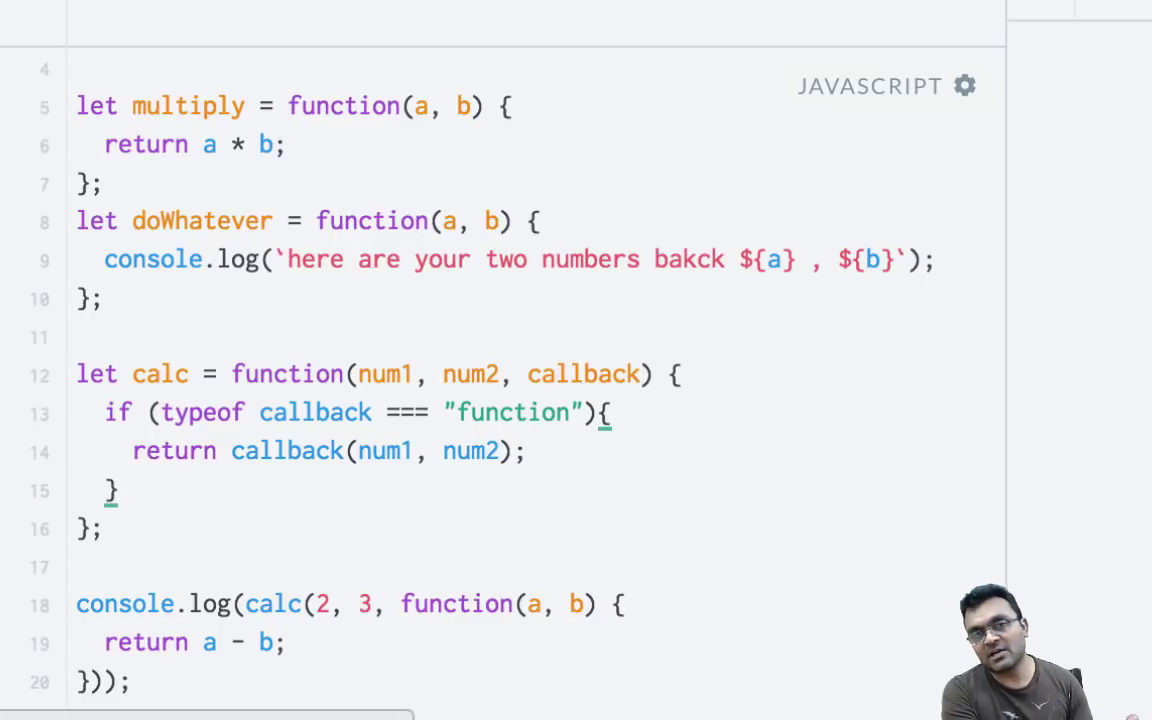 4
JAVASCRIPT
5 let multiply = function(a, b) {
6   return a * b;
7 };
8 let doWhatever = function(a, b) {
9   console.log(`here are your two numbers bakck ${a} , ${b}`);
10 };
11
12 let calc = function(num1, num2, callback) {
13   if (typeof callback === "function"){
14     return callback(num1, num2);
15   }
16 };
17
18 console.log(calc(2, 3, function(a, b) {
19   return a - b;
20 }));